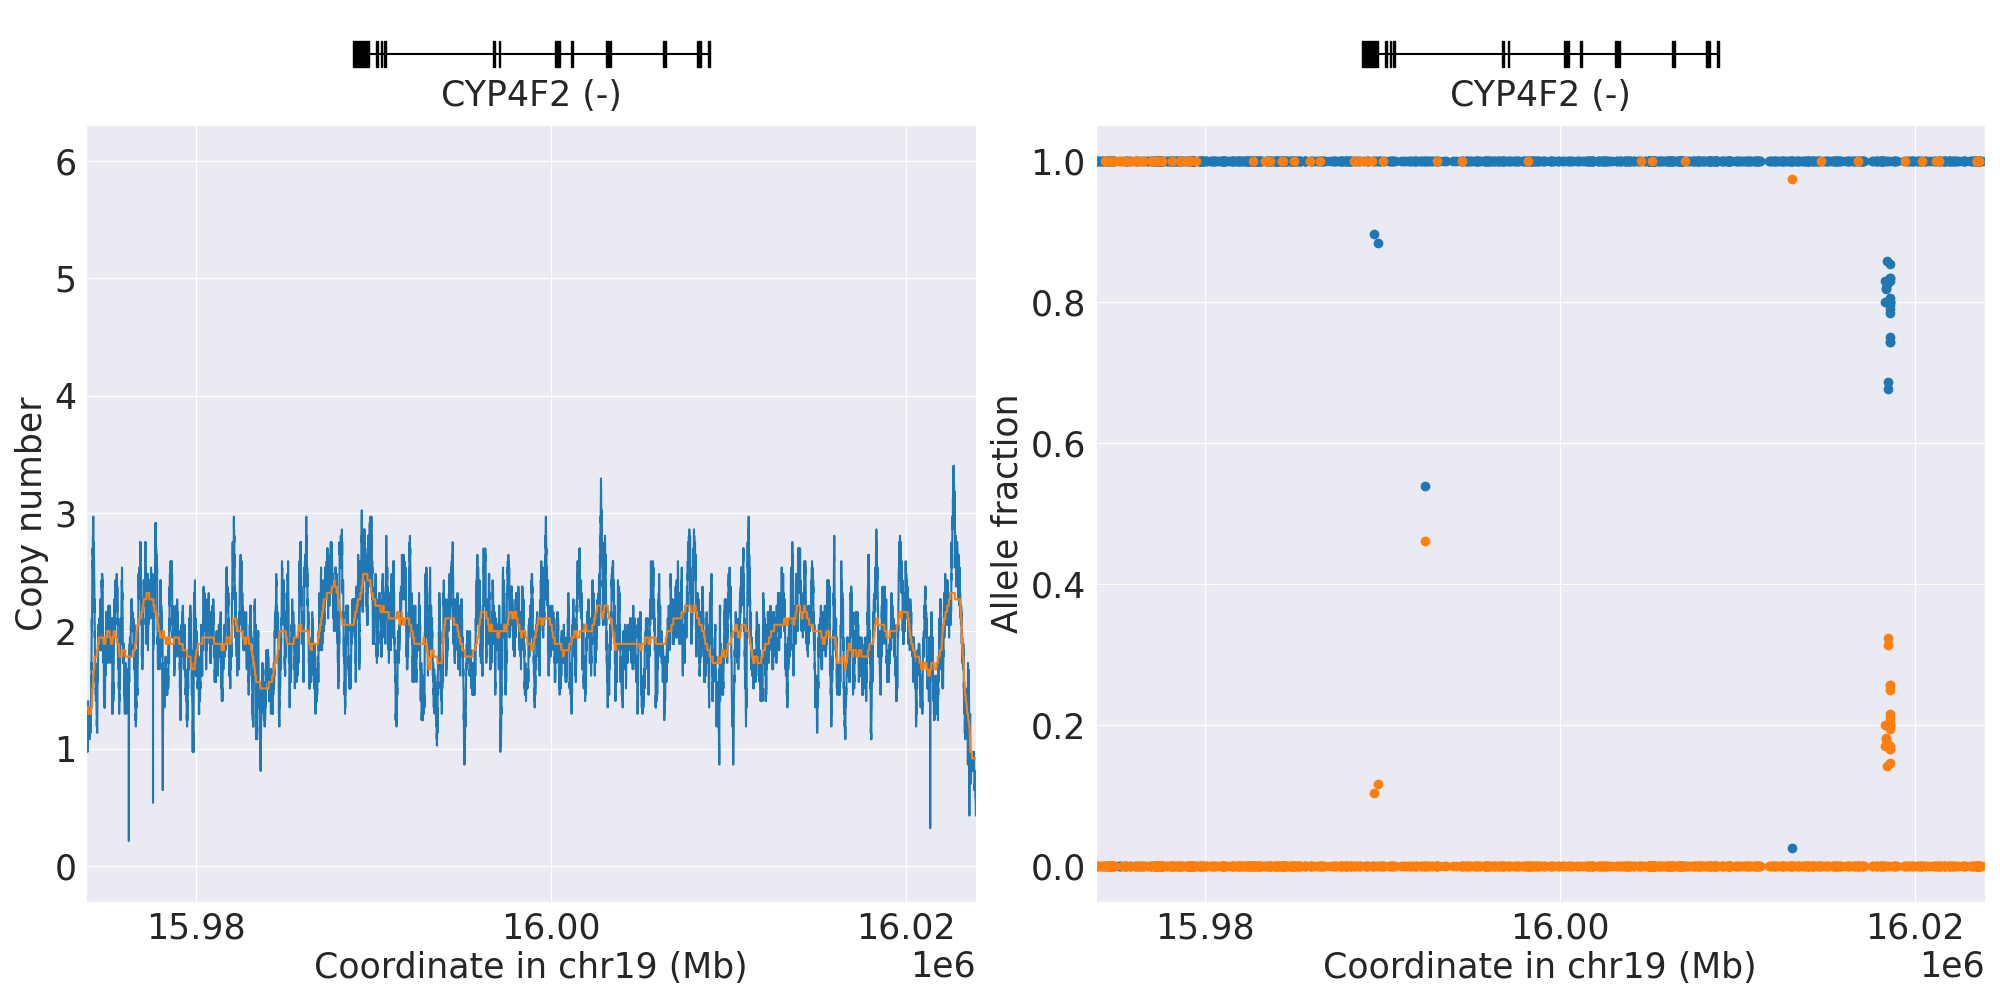 CYP4F2 (-)
6
5
4
3
2
1
0
Copy number
15.98
16.00
16.02
Coordinate in chr19 (Mb)
1e6
CYP4F2 (-)
1.0
0.8
0.6
0.4
0.2
0.0
Allele fraction
15.98
16.00
16.02
Coordinate in chr19 (Mb)
1e6